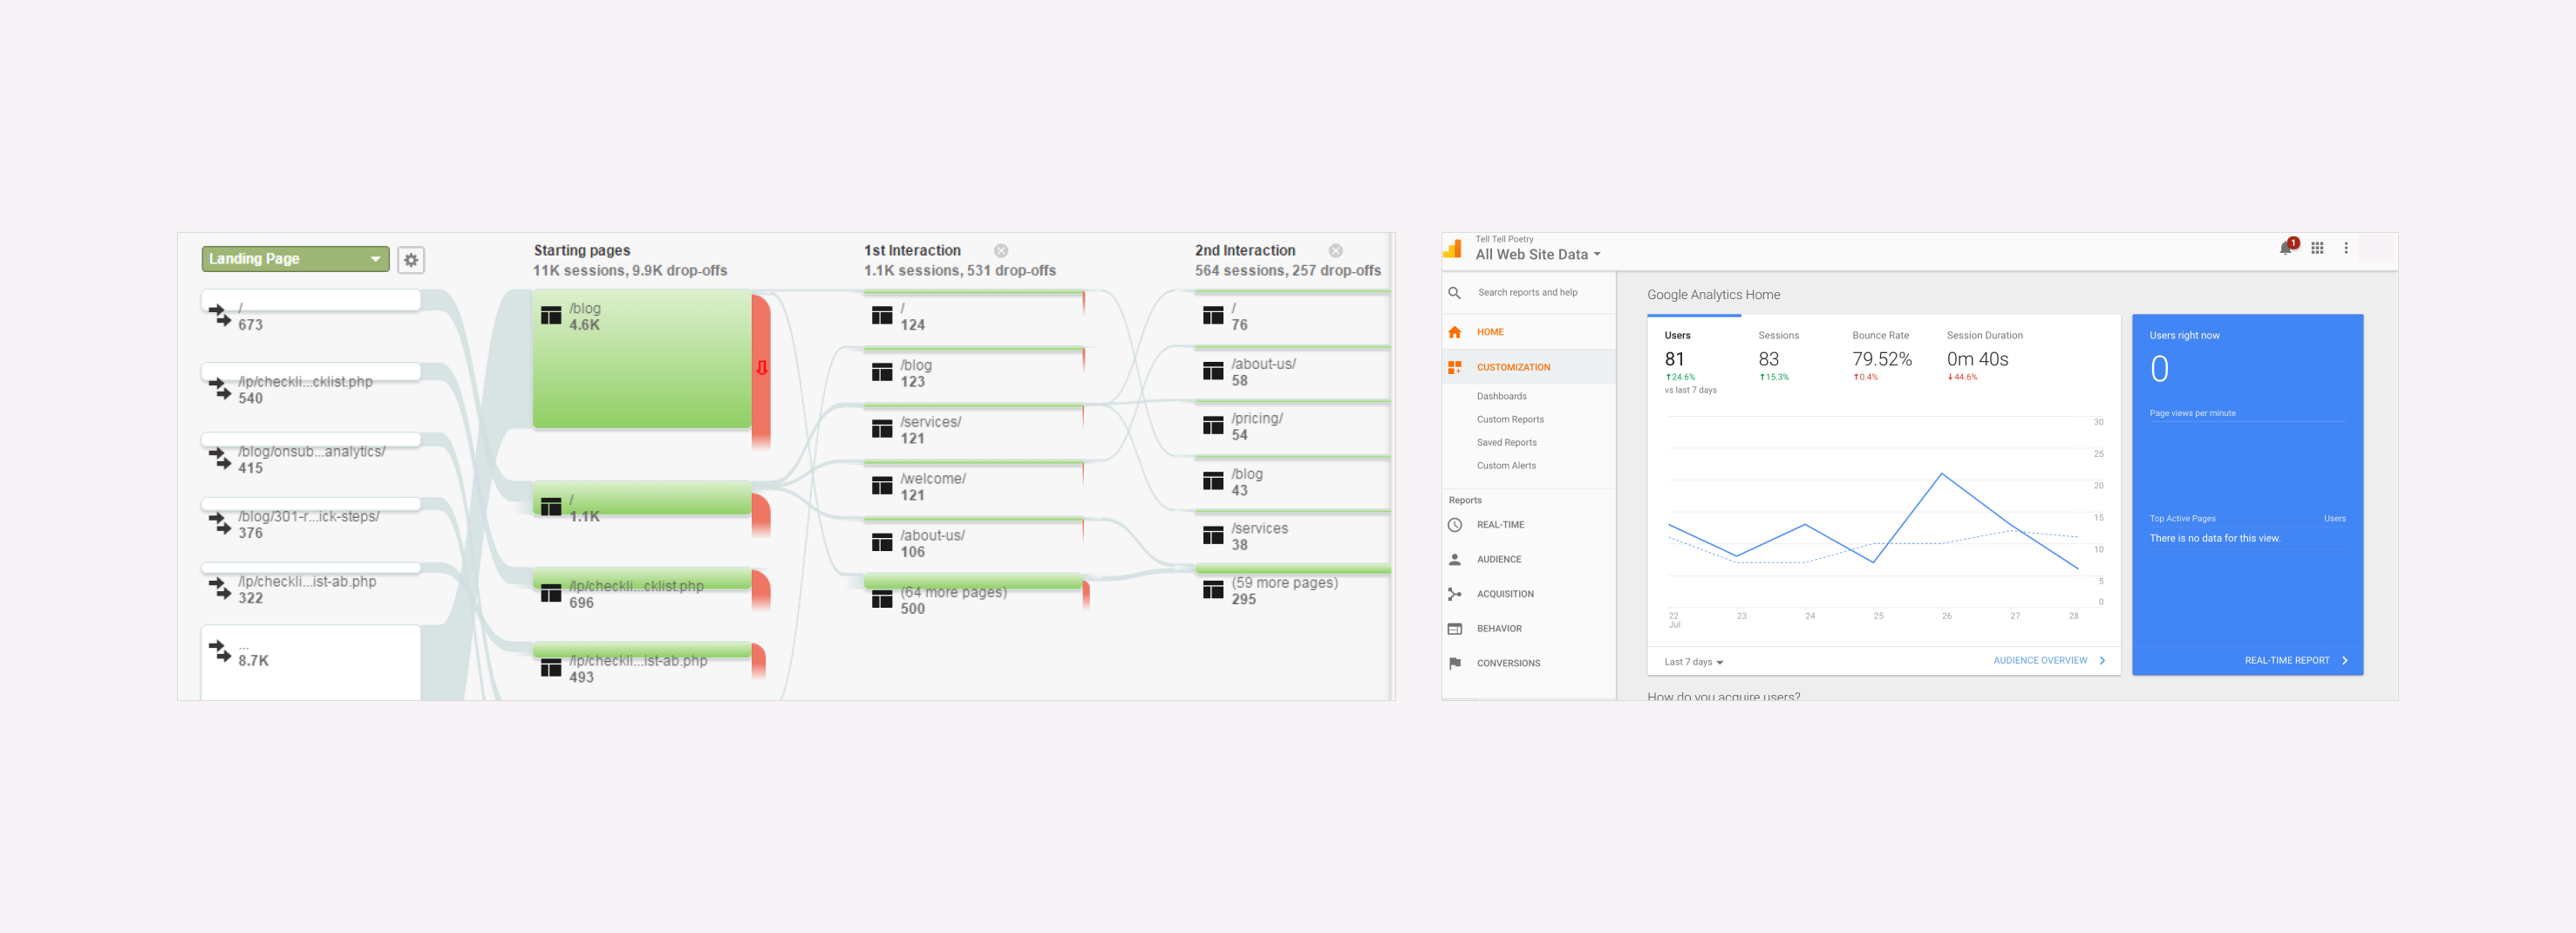 Landing Page
/
673
/lp/checkli...cklist.php
540
/blog/onsub...analytics/
415
/blog/301-r...ick-steps/
376
/lp/checkli...ist-ab.php
322
...
8.7K
Starting pages
11K sessions, 9.9K drop-offs
/blog
4.6K
/
1.1K
/lp/checkli...cklist.php
696
/lp/checkli...ist-ab.php
493
1st Interaction
1.1K sessions, 531 drop-offs
/
124
/blog
123
/services/
121
/welcome/
121
/about-us/
106
(64 more pages)
500
2nd Interaction
564 sessions, 257 drop-offs
/
76
/about-us/
58
/pricing/
54
/blog
43
/services
38
(59 more pages)
295
Tell Tell Poetry
All Web Site Data
1
Search reports and help
HOME
CUSTOMIZATION
Dashboards
Custom Reports
Saved Reports
Custom Alerts
Reports
REAL-TIME
AUDIENCE
ACQUISITION
BEHAVIOR
CONVERSIONS
Google Analytics Home
Users
81
24.6%
vs last 7 days
Sessions
83
15.3%
Bounce Rate
79.52%
0.4%
Session Duration
0m 40s
44.6%
30
25
20
15
10
5
0
22 23 24 25 26 27 28
Jul
Last 7 days
AUDIENCE OVERVIEW
Users right now
0
Page views per minute
Top Active Pages Users
There is no data for this view.
REAL-TIME REPORT
How do you acquire users?